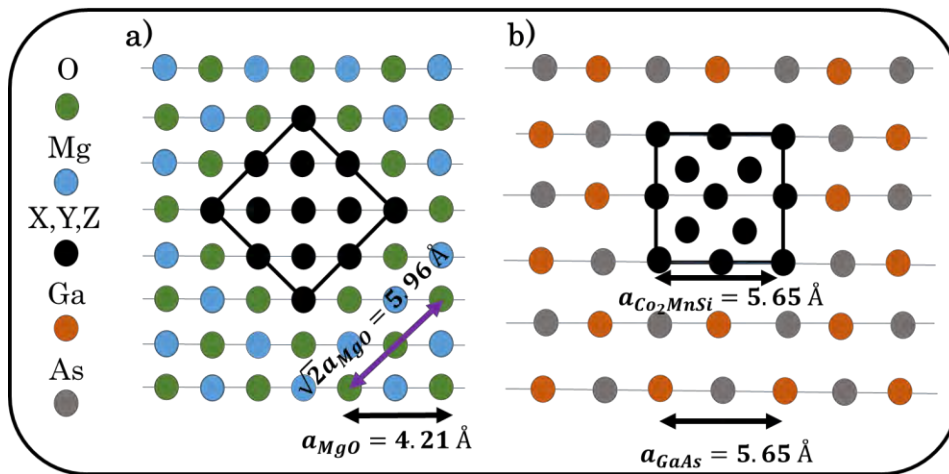 a)
b)
O
Mg
X,Y,Z
Ga
As
√2a_MgO = 5.96 Å
a_MgO = 4.21 Å
a_Co₂MnSi = 5.65 Å
a_GaAs = 5.65 Å